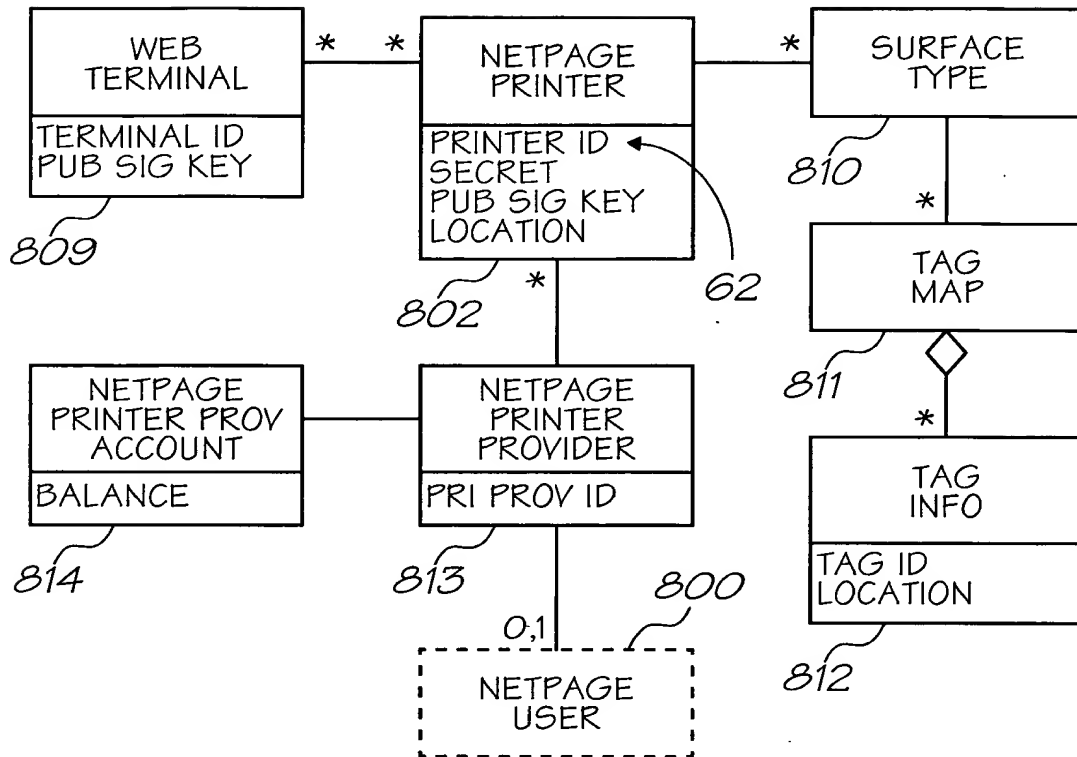 WEB
TERMINAL
TERMINAL ID
PUB SIG KEY
809
* *
NETPAGE
PRINTER
PRINTER ID
SECRET
PUB SIG KEY
LOCATION
802
62
*
*
SURFACE
TYPE
810
*
TAG
MAP
811
*
TAG
INFO
TAG ID
LOCATION
812
NETPAGE
PRINTER PROV
ACCOUNT
BALANCE
814
NETPAGE
PRINTER
PROVIDER
PRI PROV ID
813
0,1
800
NETPAGE
USER